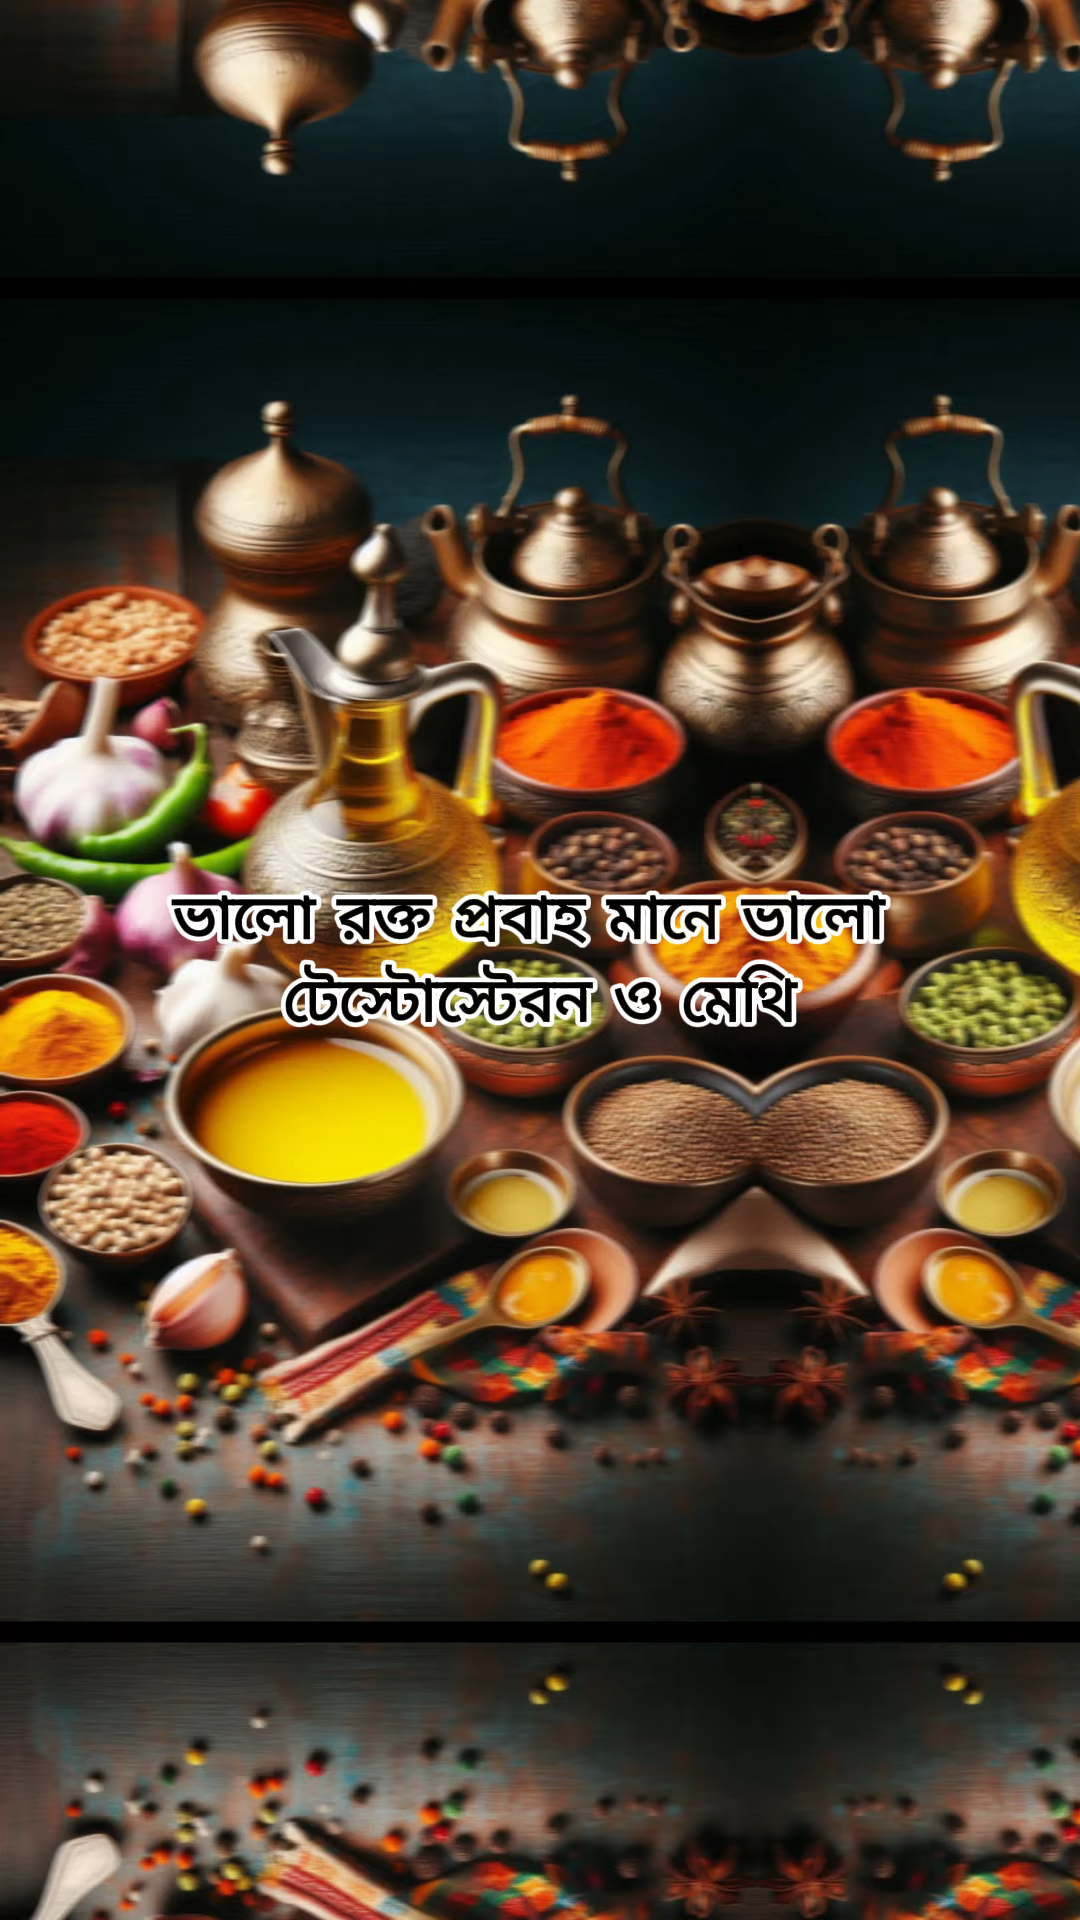 ভালো রক্ত প্রবাহ মানে ভালো
টেস্টোস্টেরন ও মেথি